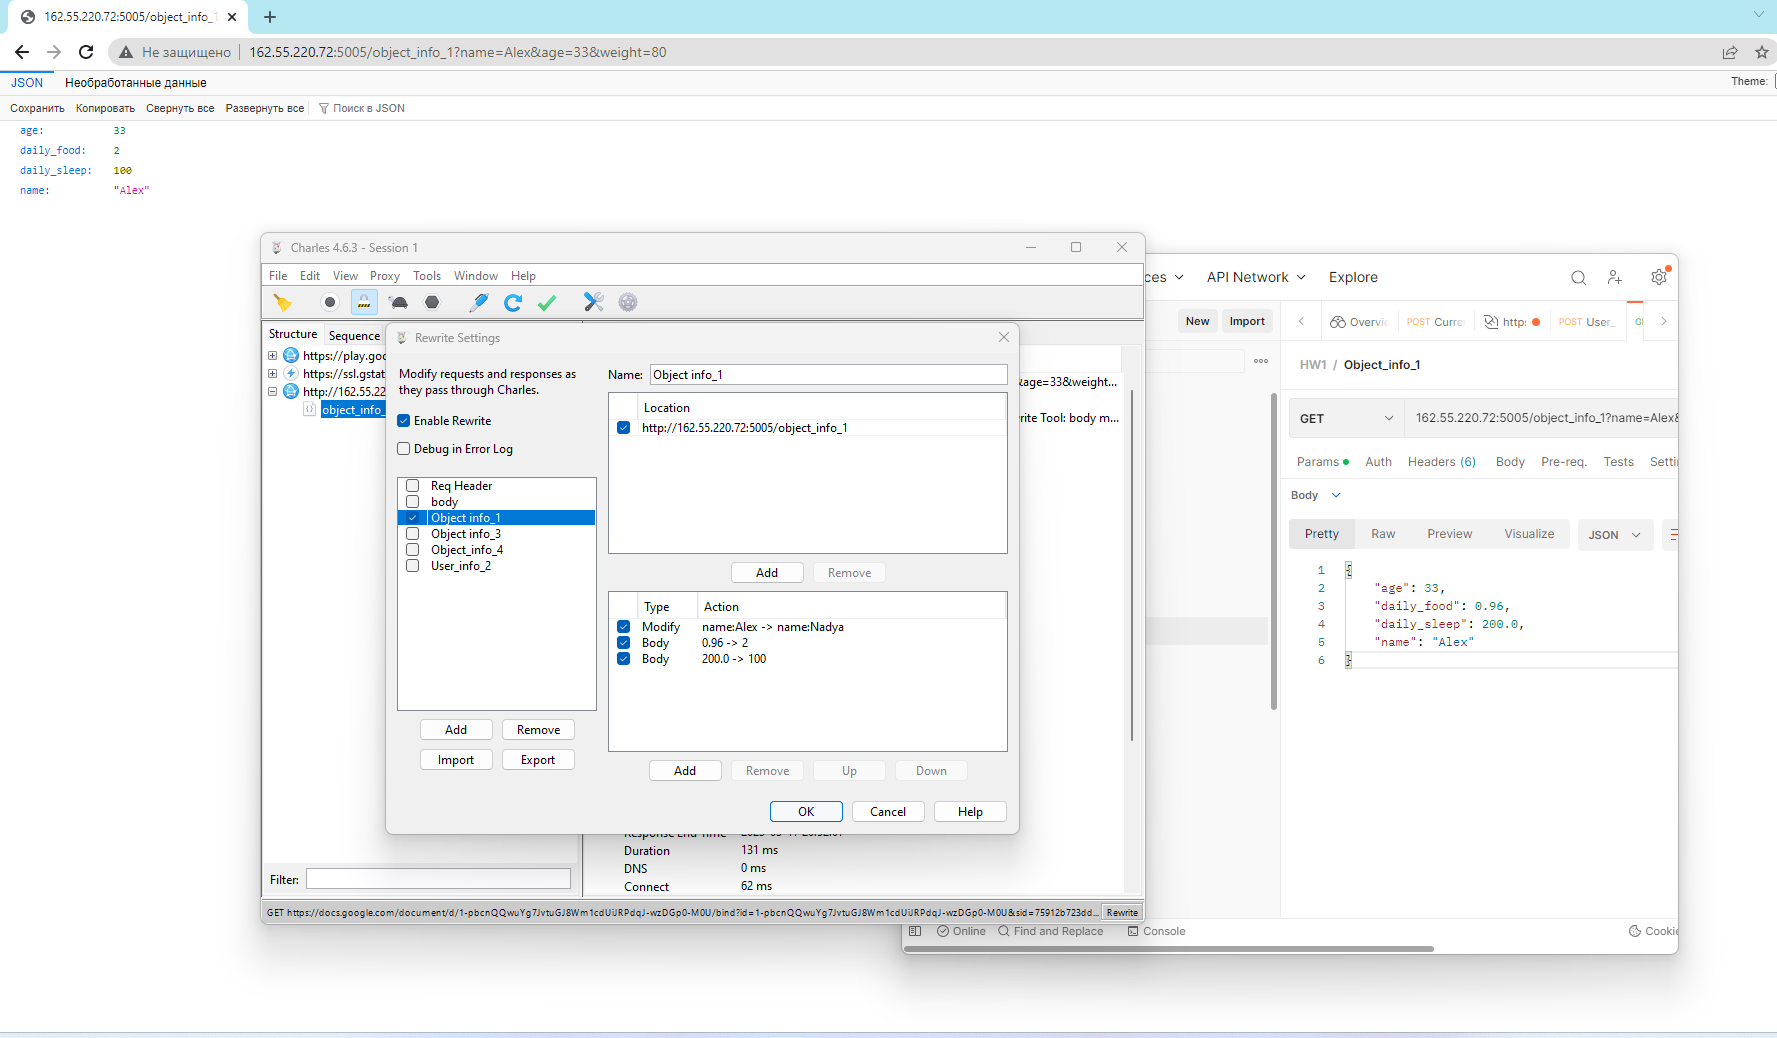 162.55.220.72:5005/object_info_1
Не защищено
162.55.220.72:5005/object_info_1?name=Alex&age=33&weight=80
JSON
Необработанные данные
Theme:
Сохранить Копировать Свернуть все Развернуть все Поиск в JSON
age: 33
daily_food: 2
daily_sleep: 100
name: "Alex"
Charles 4.6.3 - Session 1
File Edit View Proxy Tools Window Help
Structure Sequence
https://play.goo
https://ssl.gstat
http://162.55.22
object_info_
Filter:
&age=33&weight...
rite Tool: body m...
Rewrite Settings
Modify requests and responses as
they pass through Charles.
Enable Rewrite
Debug in Error Log
Req Header
body
Object info_1
Object info_3
Object_info_4
User_info_2
Add Remove
Import Export
Name: Object info_1
Location
http://162.55.220.72:5005/object_info_1
Add Remove
Type Action
Modify name:Alex -> name:Nadya
Body 0.96 -> 2
Body 200.0 -> 100
Add Remove Up Down
OK Cancel Help
Duration 131 ms
DNS 0 ms
Connect 62 ms
GET https://docs.google.com/document/d/1-pbcnQQwuYg7JvtuGJ8Wm1cdUiJRPdqJ-wzDGp0-M0U/bind?id=1-pbcnQQwuYg7JvtuGJ8Wm1cdUiJRPdqJ-wzDGp0-M0U&sid=75912b723dd... Rewrite
ces API Network Explore
New Import
Overvi POST Curre https: POST User_
HW1 / Object_info_1
GET 162.55.220.72:5005/object_info_1?name=Alex&
Params Auth Headers (6) Body Pre-req. Tests Setti
Body
Pretty Raw Preview Visualize JSON
1 {
2 "age": 33,
3 "daily_food": 0.96,
4 "daily_sleep": 200.0,
5 "name": "Alex"
6 }
Online Find and Replace Console Cookie